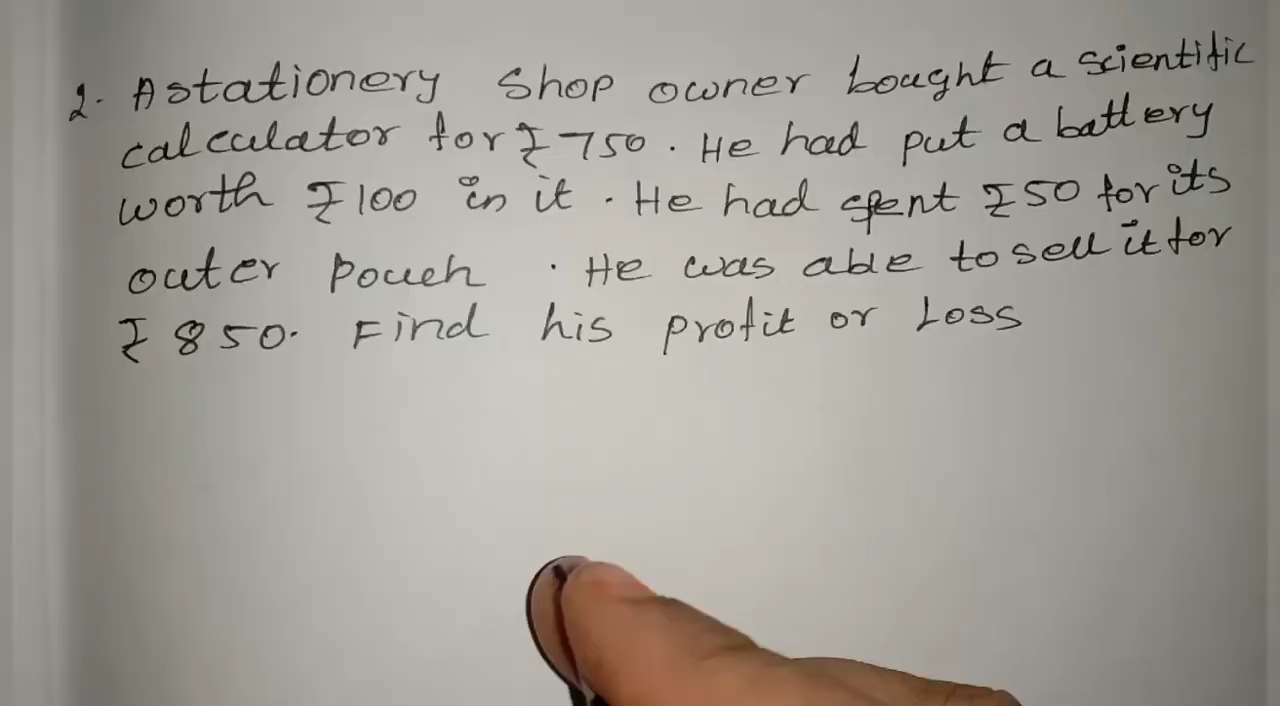 2. A stationery shop owner bought a scientific
calculator for ₹750. He had put a battery
worth ₹100 in it. He had spent ₹50 for its
outer pouch. He was able to sell it for
₹850. Find his profit or Loss